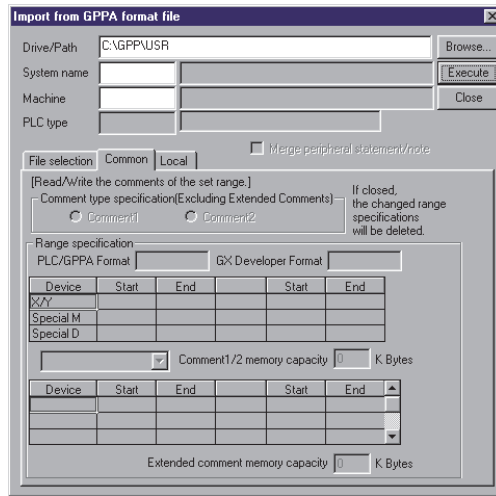 Import from GPPA format file
Drive/Path C:\GPP\USR Browse...
System name Execute
Machine Close
PLC type
Merge peripheral statement/note
File selection Common Local
[Read/Write the comments of the set range.]
Comment type specification(Excluding Extended Comments)
Comment1 Comment2
If closed,
the changed range
specifications
will be deleted.
Range specification
PLC/GPPA Format GX Developer Format
Device Start End Start End
X/Y
Special M
Special D
Comment1/2 memory capacity 0 K Bytes
Device Start End Start End
Extended comment memory capacity 0 K Bytes